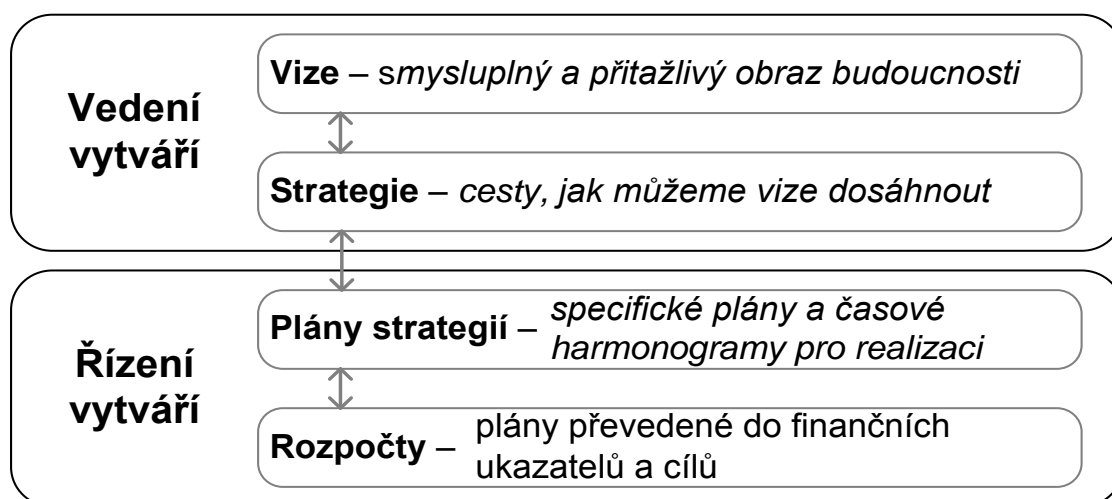 Vedení
vytváří
Vize – smysluplný a přitažlivý obraz budoucnosti
Strategie – cesty, jak můžeme vize dosáhnout
Řízení
vytváří
Plány strategií – specifické plány a časové
harmonogramy pro realizaci
Rozpočty – plány převedené do finančních
ukazatelů a cílů